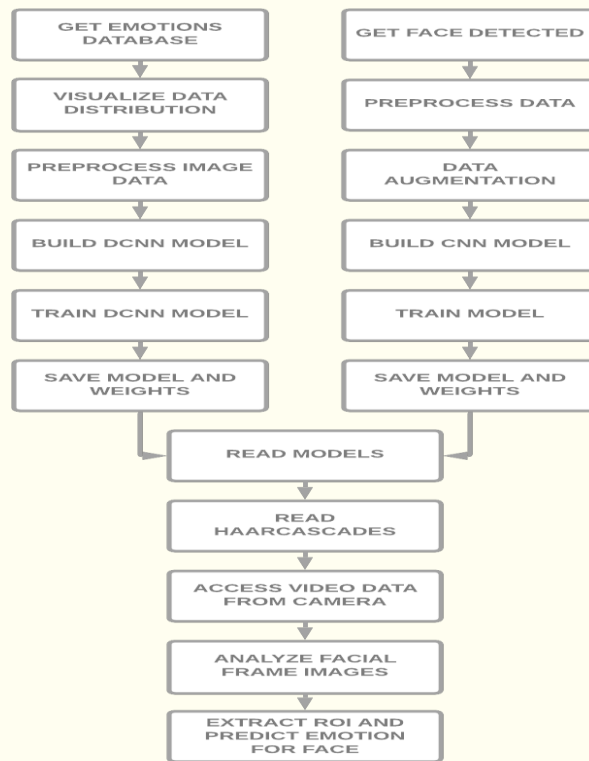 GET EMOTIONS
DATABASE
VISUALIZE DATA
DISTRIBUTION
PREPROCESS IMAGE
DATA
BUILD DCNN MODEL
TRAIN DCNN MODEL
SAVE MODEL AND
WEIGHTS
GET FACE DETECTED
PREPROCESS DATA
DATA
AUGMENTATION
BUILD CNN MODEL
TRAIN MODEL
SAVE MODEL AND
WEIGHTS
READ MODELS
READ
HAARCASCADES
ACCESS VIDEO DATA
FROM CAMERA
ANALYZE FACIAL
FRAME IMAGES
EXTRACT ROI AND
PREDICT EMOTION
FOR FACE